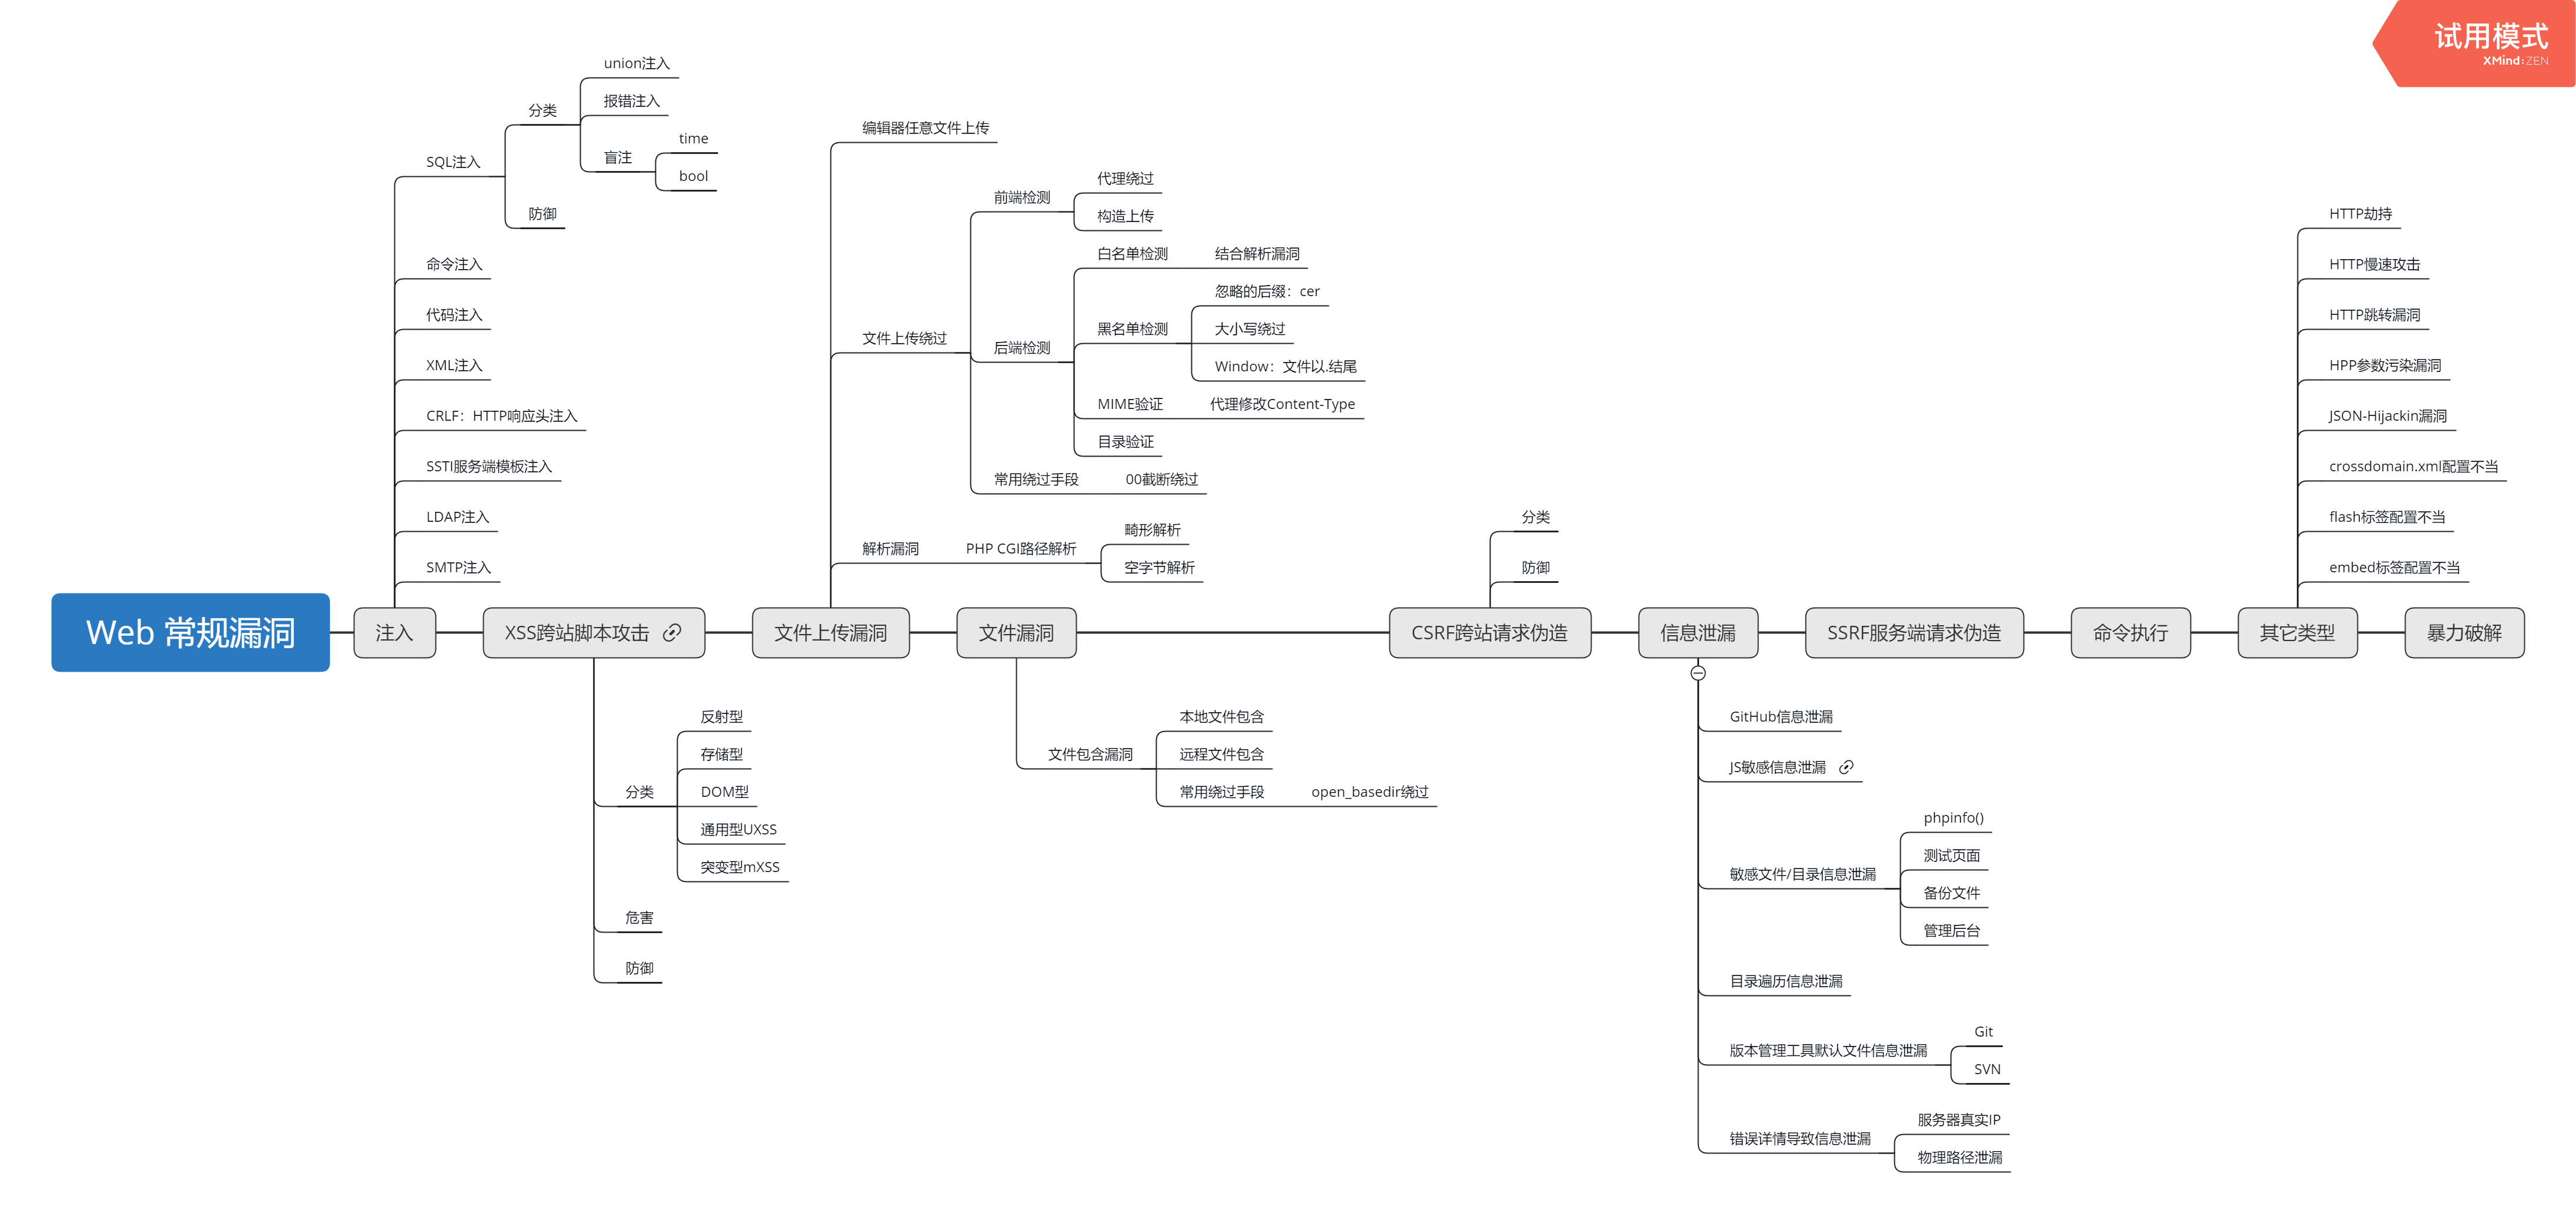 试用模式
XMind:ZEN
Web 常规漏洞
注入
SQL注入
分类
union注入
报错注入
盲注
time
bool
防御
命令注入
代码注入
XML注入
CRLF：HTTP响应头注入
SSTI服务端模板注入
LDAP注入
SMTP注入
XSS跨站脚本攻击
分类
反射型
存储型
DOM型
通用型UXSS
突变型mXSS
危害
防御
文件上传漏洞
编辑器任意文件上传
文件上传绕过
前端检测
代理绕过
构造上传
后端检测
白名单检测
结合解析漏洞
黑名单检测
忽略的后缀：cer
大小写绕过
Window：文件以.结尾
MIME验证
代理修改Content-Type
目录验证
常用绕过手段
00截断绕过
解析漏洞
PHP CGI路径解析
畸形解析
空字节解析
文件漏洞
文件包含漏洞
本地文件包含
远程文件包含
常用绕过手段
open_basedir绕过
CSRF跨站请求伪造
分类
防御
信息泄漏
GitHub信息泄漏
JS敏感信息泄漏
敏感文件/目录信息泄漏
phpinfo()
测试页面
备份文件
管理后台
目录遍历信息泄漏
版本管理工具默认文件信息泄漏
Git
SVN
错误详情导致信息泄漏
服务器真实IP
物理路径泄漏
SSRF服务端请求伪造
命令执行
其它类型
HTTP劫持
HTTP慢速攻击
HTTP跳转漏洞
HPP参数污染漏洞
JSON-Hijackin漏洞
crossdomain.xml配置不当
flash标签配置不当
embed标签配置不当
暴力破解